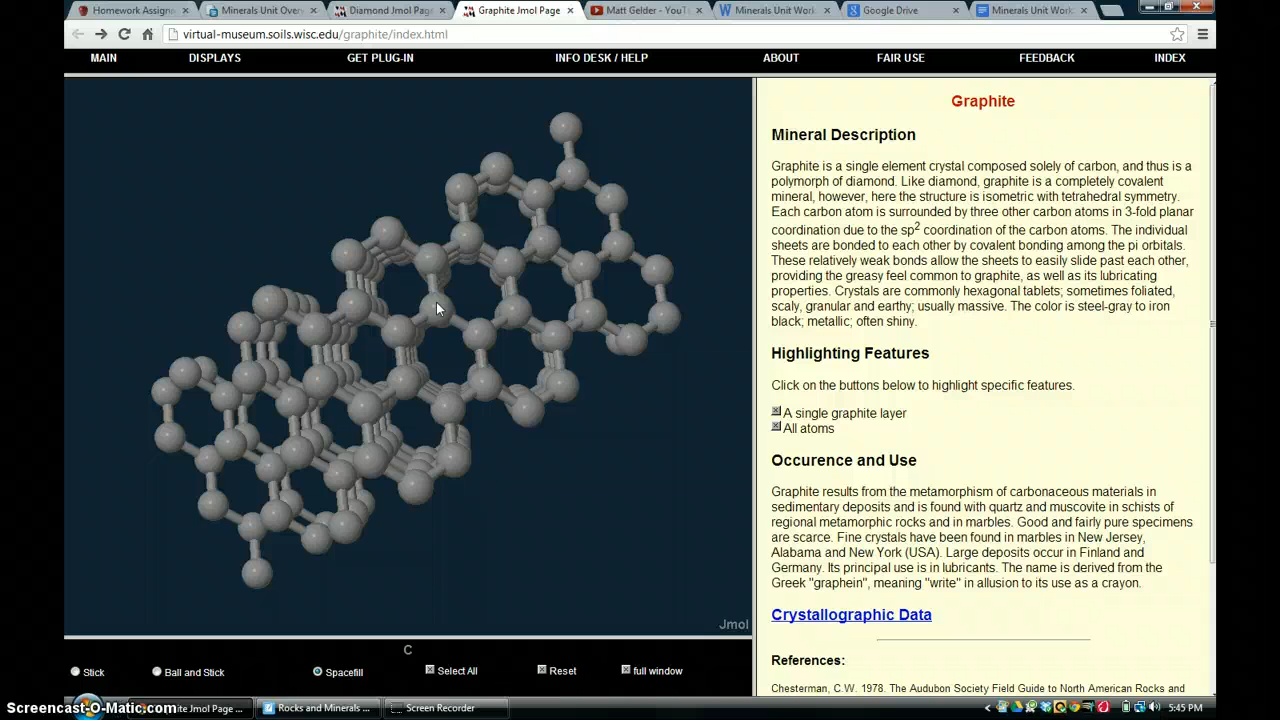 Homework Assignme
Minerals Unit Over
Diamond Jmol Page
Graphite Jmol Page
Matt Gelder - YouT
Minerals Unit Work
Google Drive
Minerals Unit Work
virtual-museum.soils.wisc.edu/graphite/index.html
MAIN
DISPLAYS
GET PLUG-IN
INFO DESK / HELP
ABOUT
FAIR USE
FEEDBACK
INDEX
Graphite
Mineral Description
Graphite is a single element crystal composed solely of carbon, and thus is a
polymorph of diamond. Like diamond, graphite is a completely covalent
mineral, however, here the structure is isometric with tetrahedral symmetry.
Each carbon atom is surrounded by three other carbon atoms in 3-fold planar
coordination due to the sp2 coordination of the carbon atoms. The individual
sheets are bonded to each other by covalent bonding among the pi orbitals.
These relatively weak bonds allow the sheets to easily slide past each other,
providing the greasy feel common to graphite, as well as its lubricating
properties. Crystals are commonly hexagonal tablets; sometimes foliated,
scaly, granular and earthy; usually massive. The color is steel-gray to iron
black; metallic; often shiny.
Highlighting Features
Click on the buttons below to highlight specific features.
A single graphite layer
All atoms
Occurence and Use
Graphite results from the metamorphism of carbonaceous materials in
sedimentary deposits and is found with quartz and muscovite in schists of
regional metamorphic rocks and in marbles. Good and fairly pure specimens
are scarce. Fine crystals have been found in marbles in New Jersey,
Alabama and New York (USA). Large deposits occur in Finland and
Germany. Its principal use is in lubricants. The name is derived from the
Greek "graphein", meaning "write" in allusion to its use as a crayon.
Crystallographic Data
References:
Chesterman, C.W. 1978. The Audubon Society Field Guide to North American Rocks and
Jmol
C
Stick
Ball and Stick
Spacefill
Select All
Reset
full window
Screencast-O-Matic.com
ite Jmol Page ...
Rocks and Minerals ...
Screen Recorder
5:45 PM